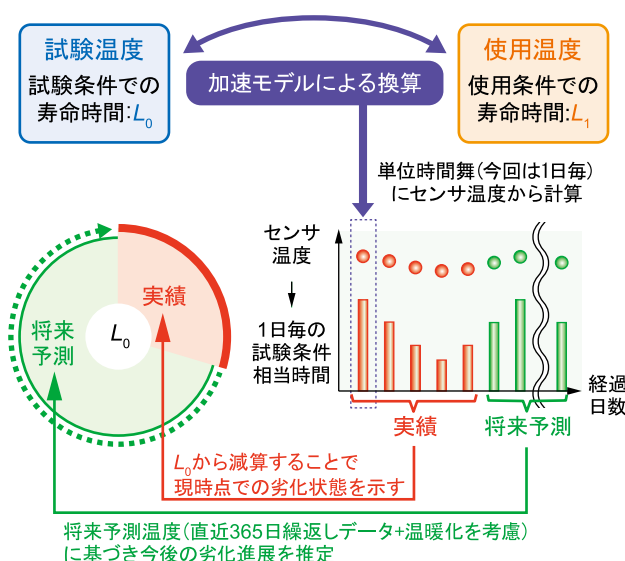 試験温度
試験条件での
寿命時間:L0
加速モデルによる換算
使用温度
使用条件での
寿命時間:L1
単位時間舞(今回は1日毎)
にセンサ温度から計算
センサ
温度
1日毎の
試験条件
相当時間
実績
将来
予測
L0
経過
日数
実績
将来予測
L0から減算することで
現時点での劣化状態を示す
将来予測温度(直近365日繰返しデータ+温暖化を考慮)
に基づき今後の劣化進展を推定